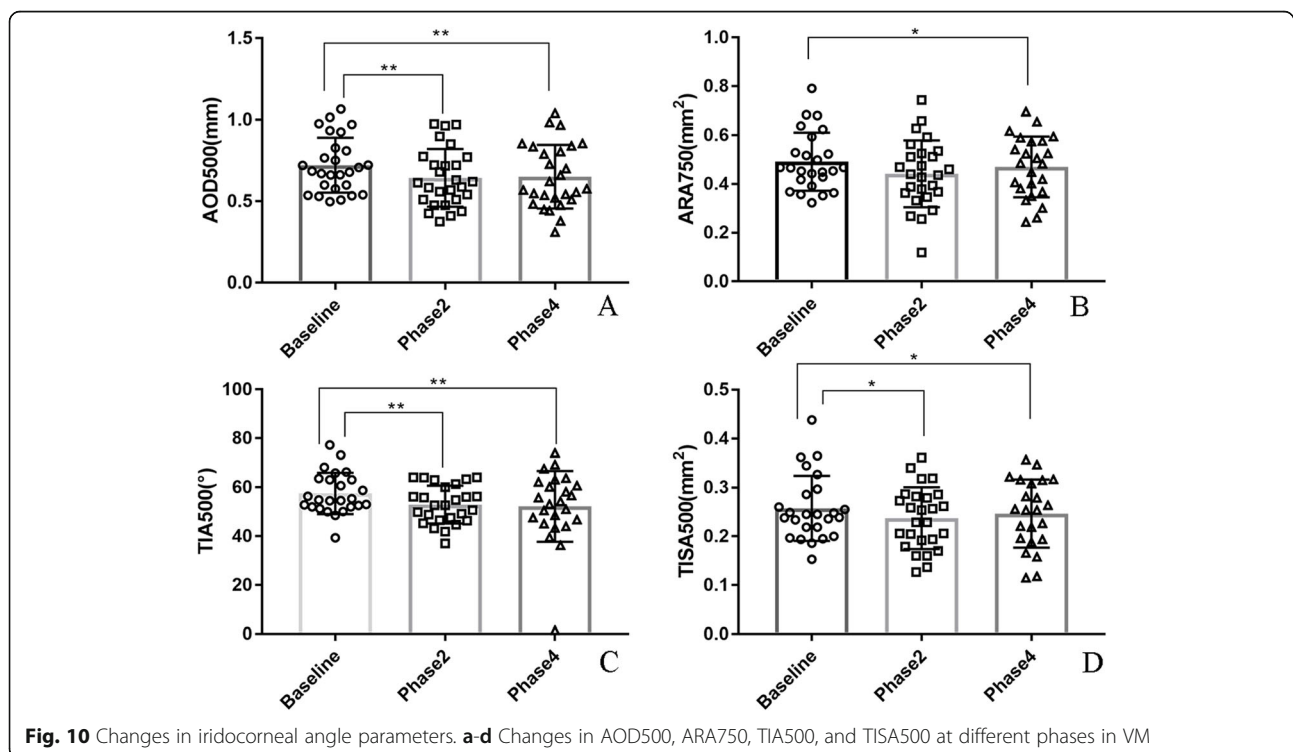 **
**
1.5
1.0
0.5
0.0
AOD500(mm)
Baseline
Phase2
Phase4
A
*
1.0
0.8
0.6
0.4
0.2
0.0
ARA750(mm²)
Baseline
Phase2
Phase4
B
**
**
100
80
60
40
20
0
TIA500(°)
Baseline
Phase2
Phase4
C
*
*
0.5
0.4
0.3
0.2
0.1
0.0
TISA500(mm²)
Baseline
Phase2
Phase4
D
Fig. 10 Changes in iridocorneal angle parameters. a-d Changes in AOD500, ARA750, TIA500, and TISA500 at different phases in VM